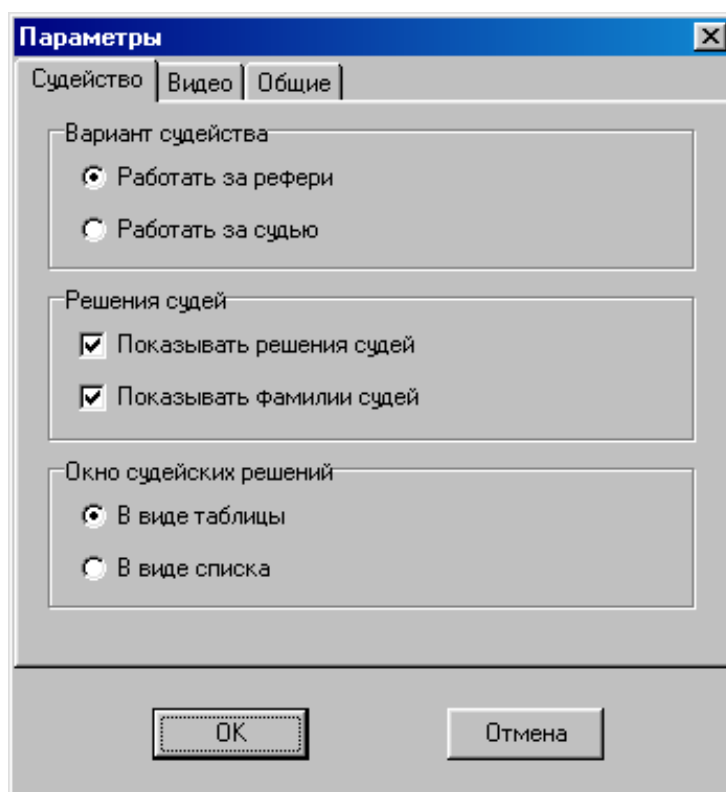 Параметры
Судейство Видео Общие
Вариант судейства
Работать за рефери
Работать за судью
Решения судей
Показывать решения судей
Показывать фамилии судей
Окно судейских решений
В виде таблицы
В виде списка
OK Отмена